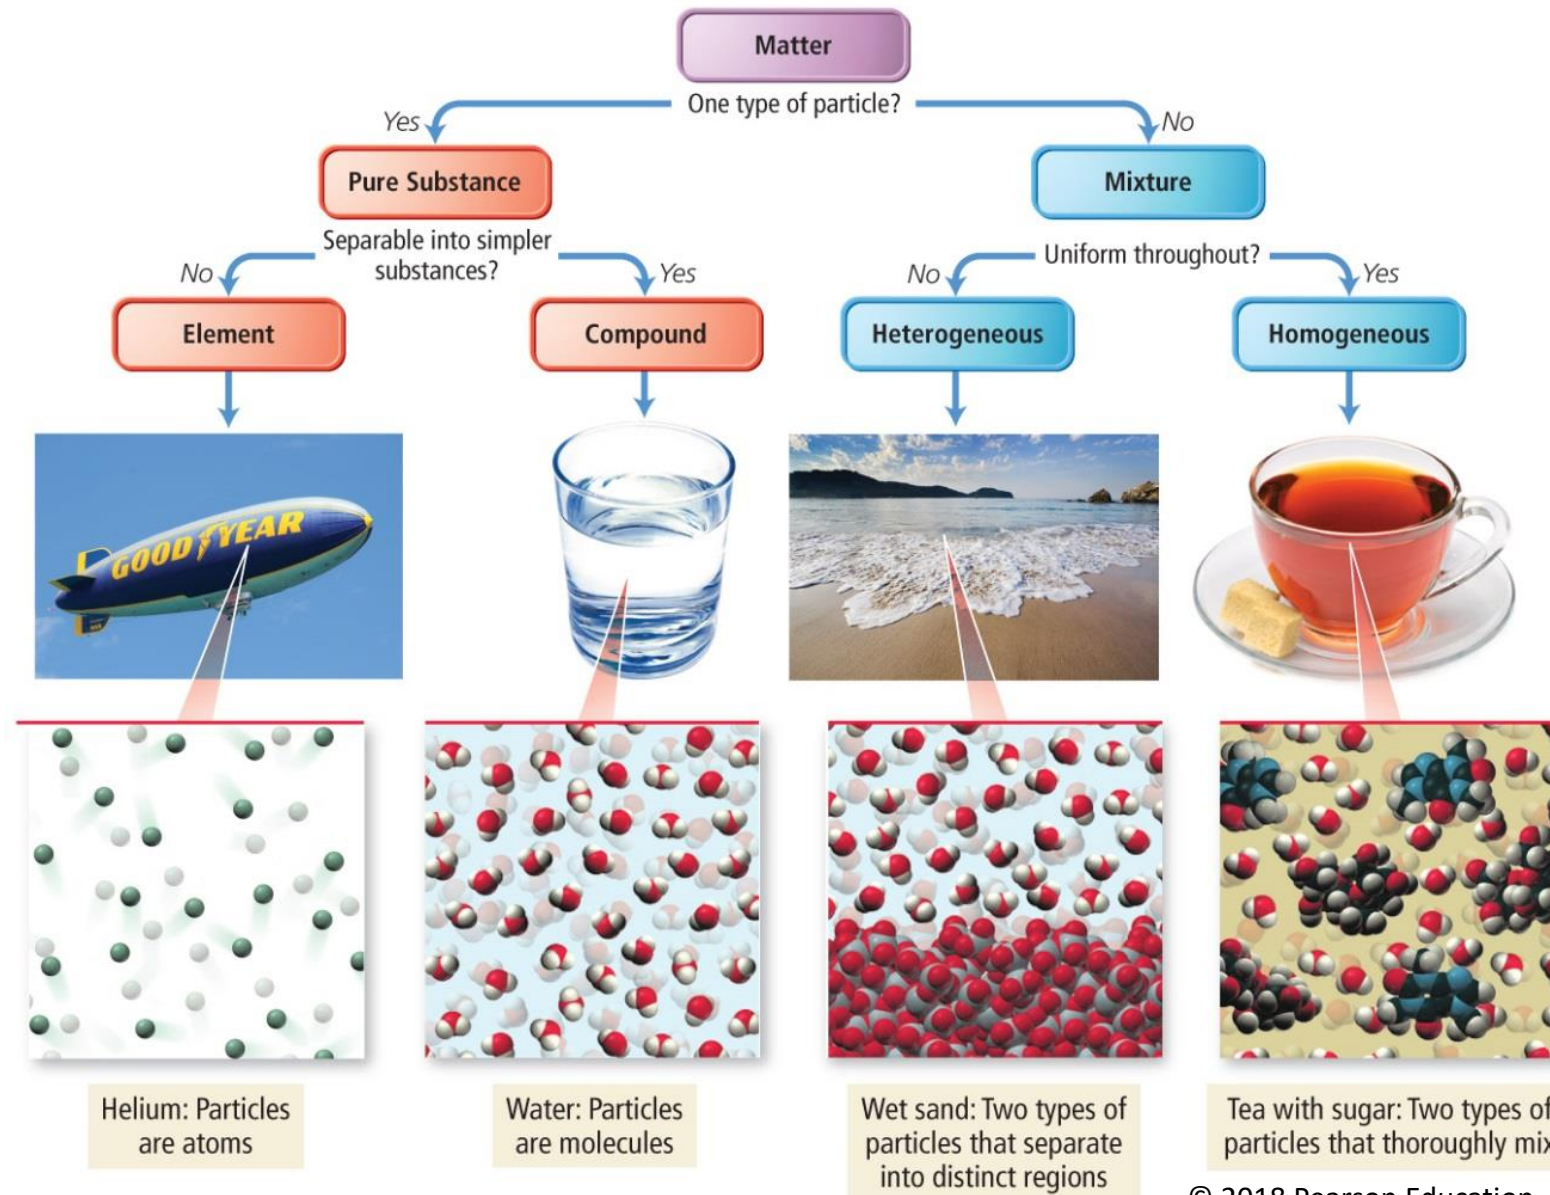 Matter
One type of particle?
Yes
No
Pure Substance
Mixture
Separable into simpler
substances?
Uniform throughout?
No
Yes
No
Yes
Element
Compound
Heterogeneous
Homogeneous
GOOD YEAR
Helium: Particles
are atoms
Water: Particles
are molecules
Wet sand: Two types of
particles that separate
into distinct regions
Tea with sugar: Two types of
particles that thoroughly mix
© 2018 Pearson Education